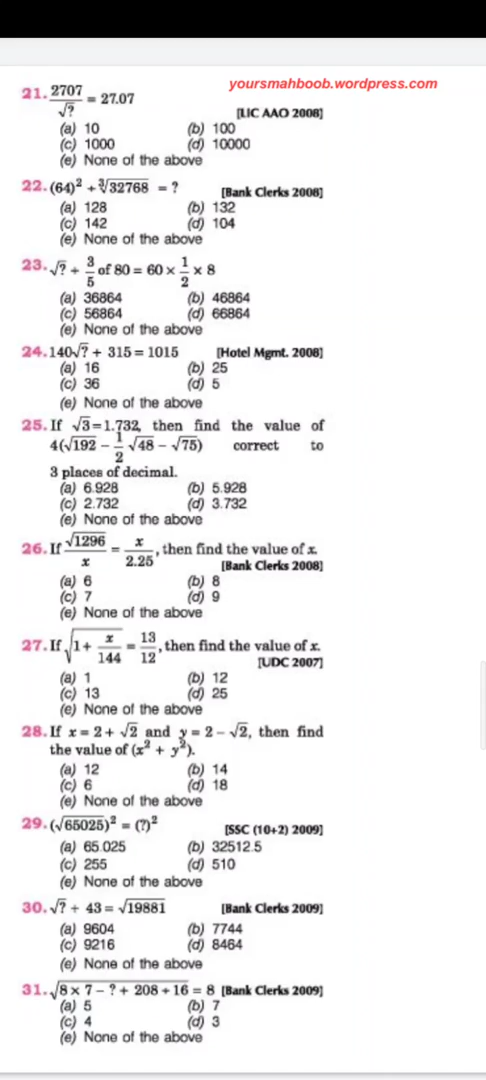 yoursmahboob.wordpress.com
21. 2707/√? = 27.07
[LIC AAO 2008]
(a) 10 (b) 100
(c) 1000 (d) 10000
(e) None of the above
22. (64)² + ∛32768 = ? [Bank Clerks 2008]
(a) 128 (b) 132
(c) 142 (d) 104
(e) None of the above
23. √? + 3/5 of 80 = 60 × 1/2 × 8
(a) 36864 (b) 46864
(c) 56864 (d) 66864
(e) None of the above
24. 140√? + 315 = 1015 [Hotel Mgmt. 2008]
(a) 16 (b) 25
(c) 36 (d) 5
(e) None of the above
25. If √3=1.732, then find the value of
4(√192 − 1/2 √48 − √75) correct to
3 places of decimal.
(a) 6.928 (b) 5.928
(c) 2.732 (d) 3.732
(e) None of the above
26. If √1296/x = x/2.25, then find the value of x.
[Bank Clerks 2008]
(a) 6 (b) 8
(c) 7 (d) 9
(e) None of the above
27. If √(1 + x/144) = 13/12, then find the value of x.
[UDC 2007]
(a) 1 (b) 12
(c) 13 (d) 25
(e) None of the above
28. If x = 2 + √2 and y = 2 − √2, then find
the value of (x² + y²).
(a) 12 (b) 14
(c) 6 (d) 18
(e) None of the above
29. (√65025)² = (?)² [SSC (10+2) 2009]
(a) 65.025 (b) 32512.5
(c) 255 (d) 510
(e) None of the above
30. √? + 43 = √19881 [Bank Clerks 2009]
(a) 9604 (b) 7744
(c) 9216 (d) 8464
(e) None of the above
31. √(8 × 7 − ? + 208 ÷ 16) = 8 [Bank Clerks 2009]
(a) 5 (b) 7
(c) 4 (d) 3
(e) None of the above